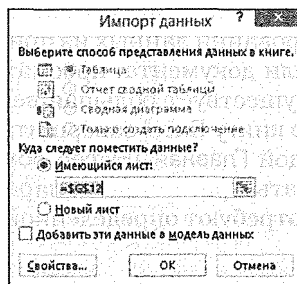 Импорт данных ? X
Выберите способ представления данных в книге.
Таблица
Отчет сводной таблицы
Сводная диаграмма
Только создать подключение
Куда следует поместить данные?
Имеющийся лист:
=$G$12
Новый лист
Добавить эти данные в модель данных
Свойства... ОК Отмена